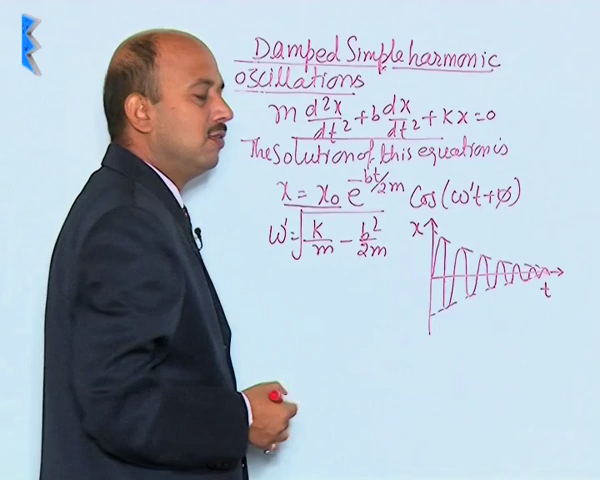 Damped Simple harmonic
oscillations
m d²x/dt² + b dx/dt² + kx = 0
The Solution of this equation is
x = x₀ e^-bt/2m Cos(ω't+φ)
ω' = √(k/m - b²/2m)
x
t